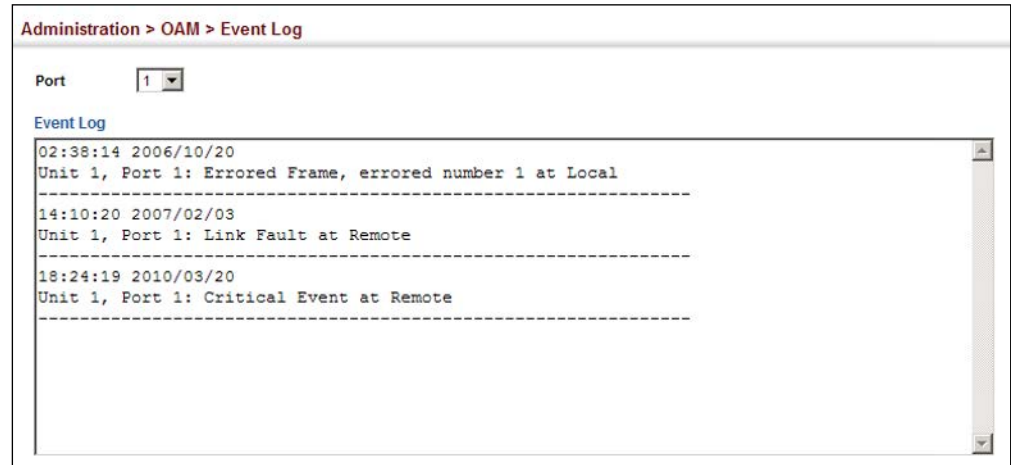 Administration > OAM > Event Log
Port 1
Event Log
02:38:14 2006/10/20
Unit 1, Port 1: Errored Frame, errored number 1 at Local
---------------------------------------------------------------
14:10:20 2007/02/03
Unit 1, Port 1: Link Fault at Remote
---------------------------------------------------------------
18:24:19 2010/03/20
Unit 1, Port 1: Critical Event at Remote
---------------------------------------------------------------